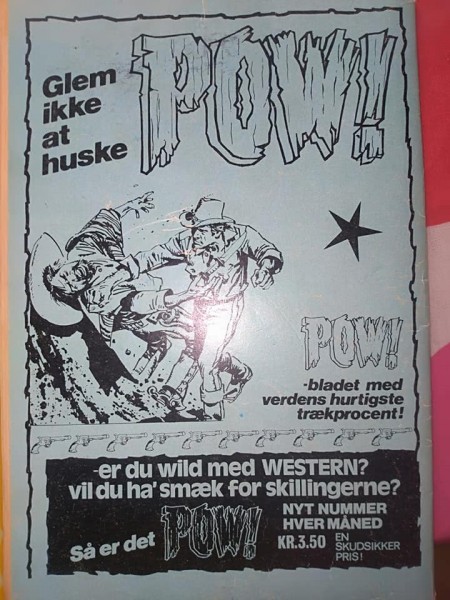 Glem
ikke
at
huske
POW!
POW!
-bladet med
verdens hurtigste
trækprocent!
-er du wild med WESTERN?
vil du ha' smæk for skillingerne?
Så er det POW!
NYT NUMMER
HVER MÅNED
KR.3.50 EN
SKUDSIKKER
PRIS!